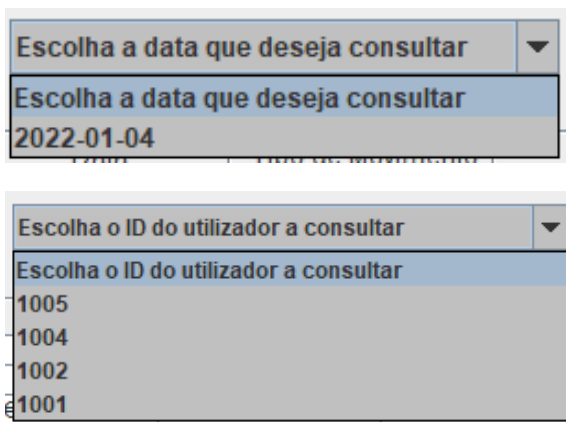 Escolha a data que deseja consultar
Escolha a data que deseja consultar
2022-01-04
Escolha o ID do utilizador a consultar
Escolha o ID do utilizador a consultar
1005
1004
1002
1001